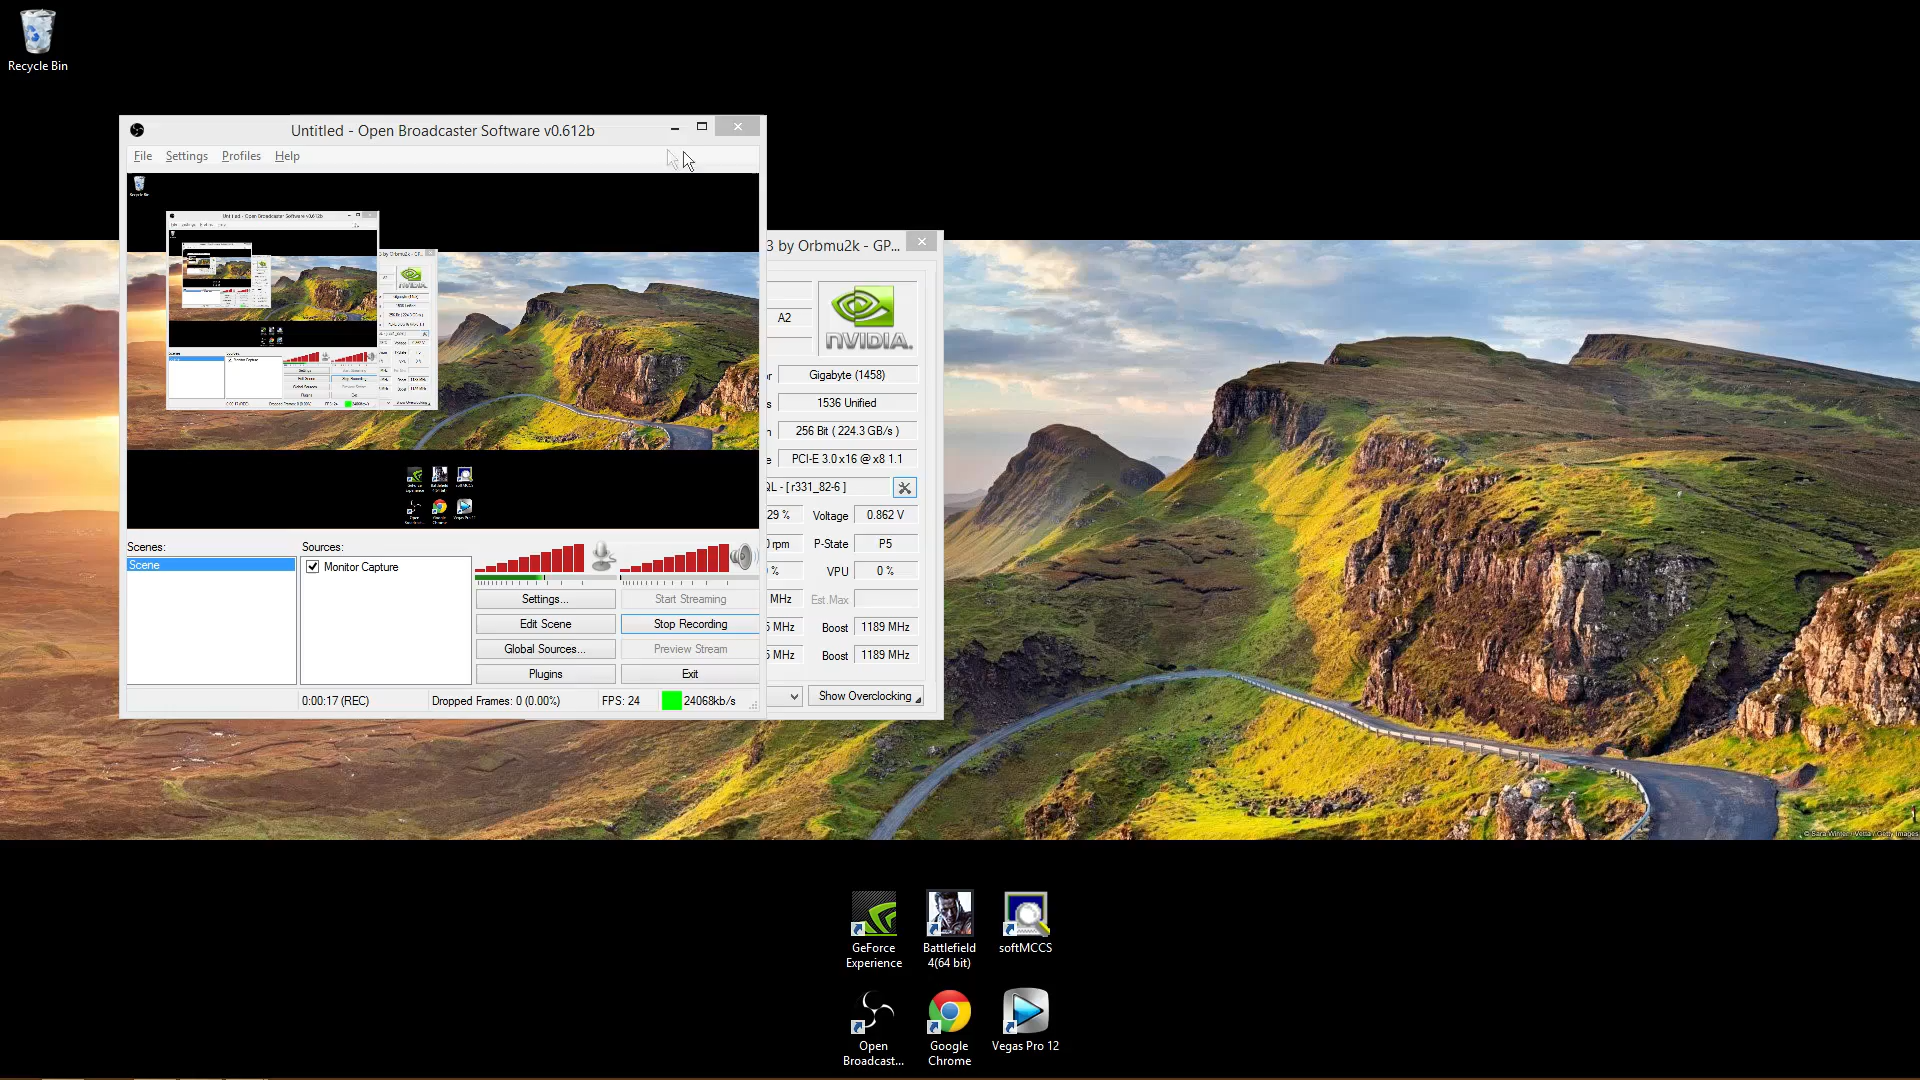 Recycle Bin
Untitled - Open Broadcaster Software v0.612b
File Settings Profiles Help
3 by Orbmu2k - GP...
A2
NVIDIA.
Gigabyte (1458)
1536 Unified
256 Bit ( 224.3 GB/s )
PCI-E 3.0 x16 @ x8 1.1
- [ r331_82-6 ]
29 % Voltage 0.862 V
rpm P-State P5
% VPU 0 %
MHz Est.Max
MHz Boost 1189 MHz
MHz Boost 1189 MHz
Show Overclocking
Scenes:
Scene
Sources:
Monitor Capture
Settings... Start Streaming
Edit Scene Stop Recording
Global Sources... Preview Stream
Plugins Exit
0:00:17 (REC) Dropped Frames: 0 (0.00%) FPS: 24 24068kb/s
© Sara Winter / Vetta / Getty Images
GeForce
Experience
Battlefield
4(64 bit)
softMCCS
Open
Broadcast...
Google
Chrome
Vegas Pro 12